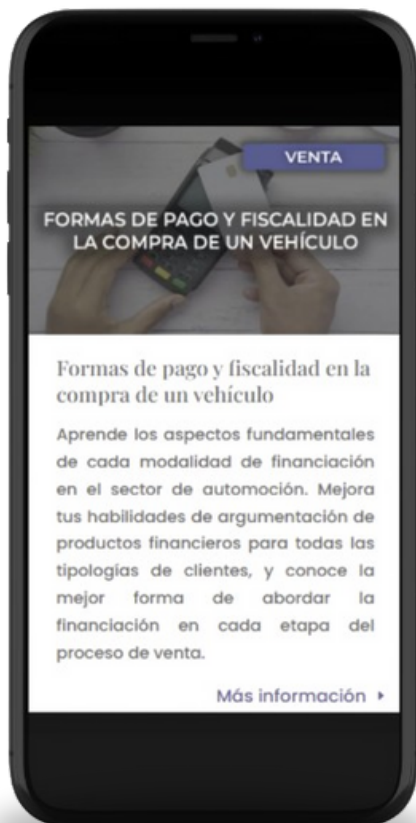 VENTA
FORMAS DE PAGO Y FISCALIDAD EN
LA COMPRA DE UN VEHÍCULO
Formas de pago y fiscalidad en la
compra de un vehículo
Aprende los aspectos fundamentales
de cada modalidad de financiación
en el sector de automoción. Mejora
tus habilidades de argumentación de
productos financieros para todas las
tipologías de clientes, y conoce la
mejor forma de abordar la
financiación en cada etapa del
proceso de venta.
Más información